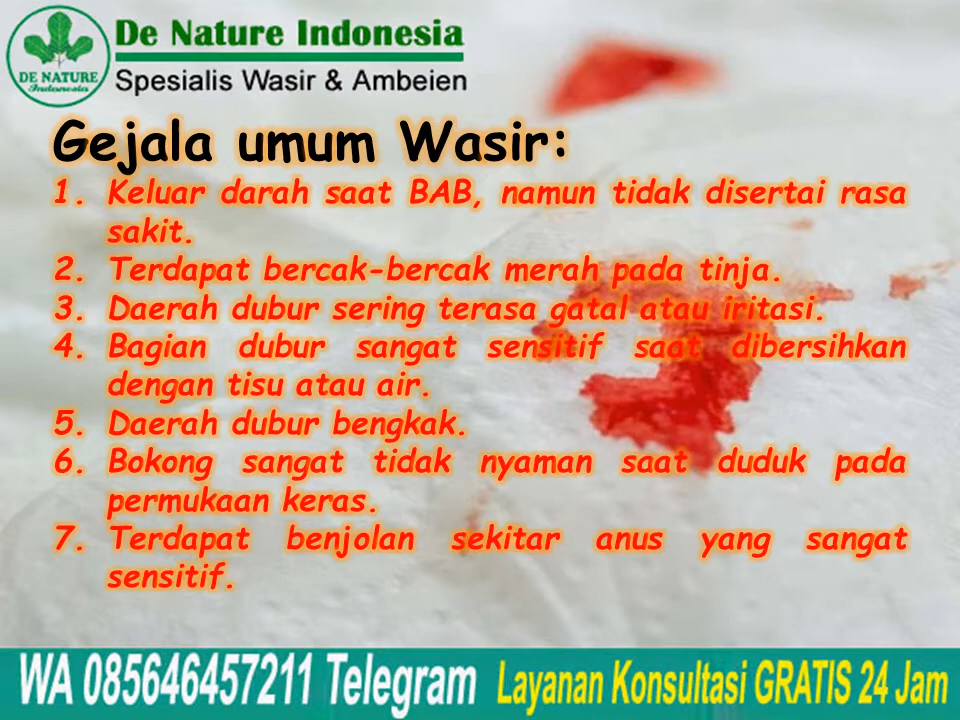 De Nature Indonesia
DE NATURE
Indonesia
Spesialis Wasir & Ambeien
Gejala umum Wasir:
1. Keluar darah saat BAB, namun tidak disertai rasa
sakit.
2. Terdapat bercak-bercak merah pada tinja.
3. Daerah dubur sering terasa gatal atau iritasi.
4. Bagian dubur sangat sensitif saat dibersihkan
dengan tisu atau air.
5. Daerah dubur bengkak.
6. Bokong sangat tidak nyaman saat duduk pada
permukaan keras.
7. Terdapat benjolan sekitar anus yang sangat
sensitif.
WA 085646457211 Telegram Layanan Konsultasi GRATIS 24 Jam